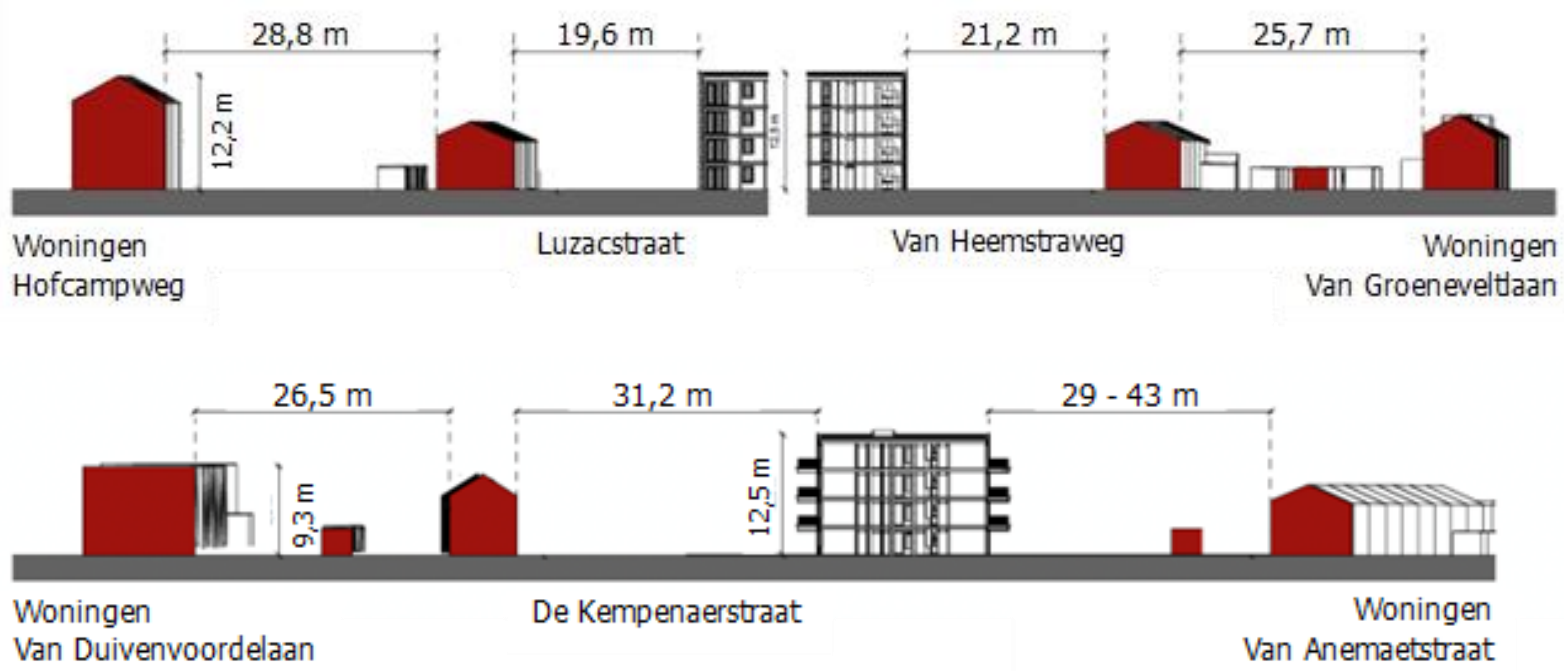 28,8 m
19,6 m
21,2 m
25,7 m
12,2 m
Woningen
Hofcampweg
Luzacstraat
Van Heemstraweg
Woningen
Van Groeneveltlaan
26,5 m
31,2 m
29 - 43 m
9,3 m
12,5 m
Woningen
Van Duivenvoordelaan
De Kempenaerstraat
Woningen
Van Anemaetstraat